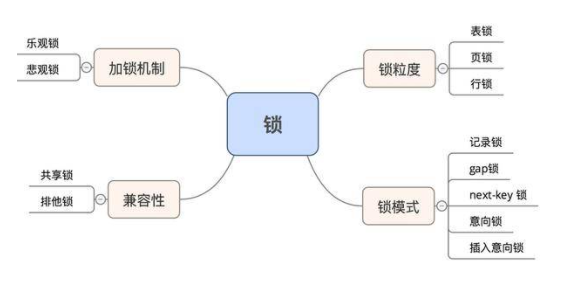 锁
加锁机制
乐观锁
悲观锁
兼容性
共享锁
排他锁
锁粒度
表锁
页锁
行锁
锁模式
记录锁
gap锁
next-key 锁
意向锁
插入意向锁